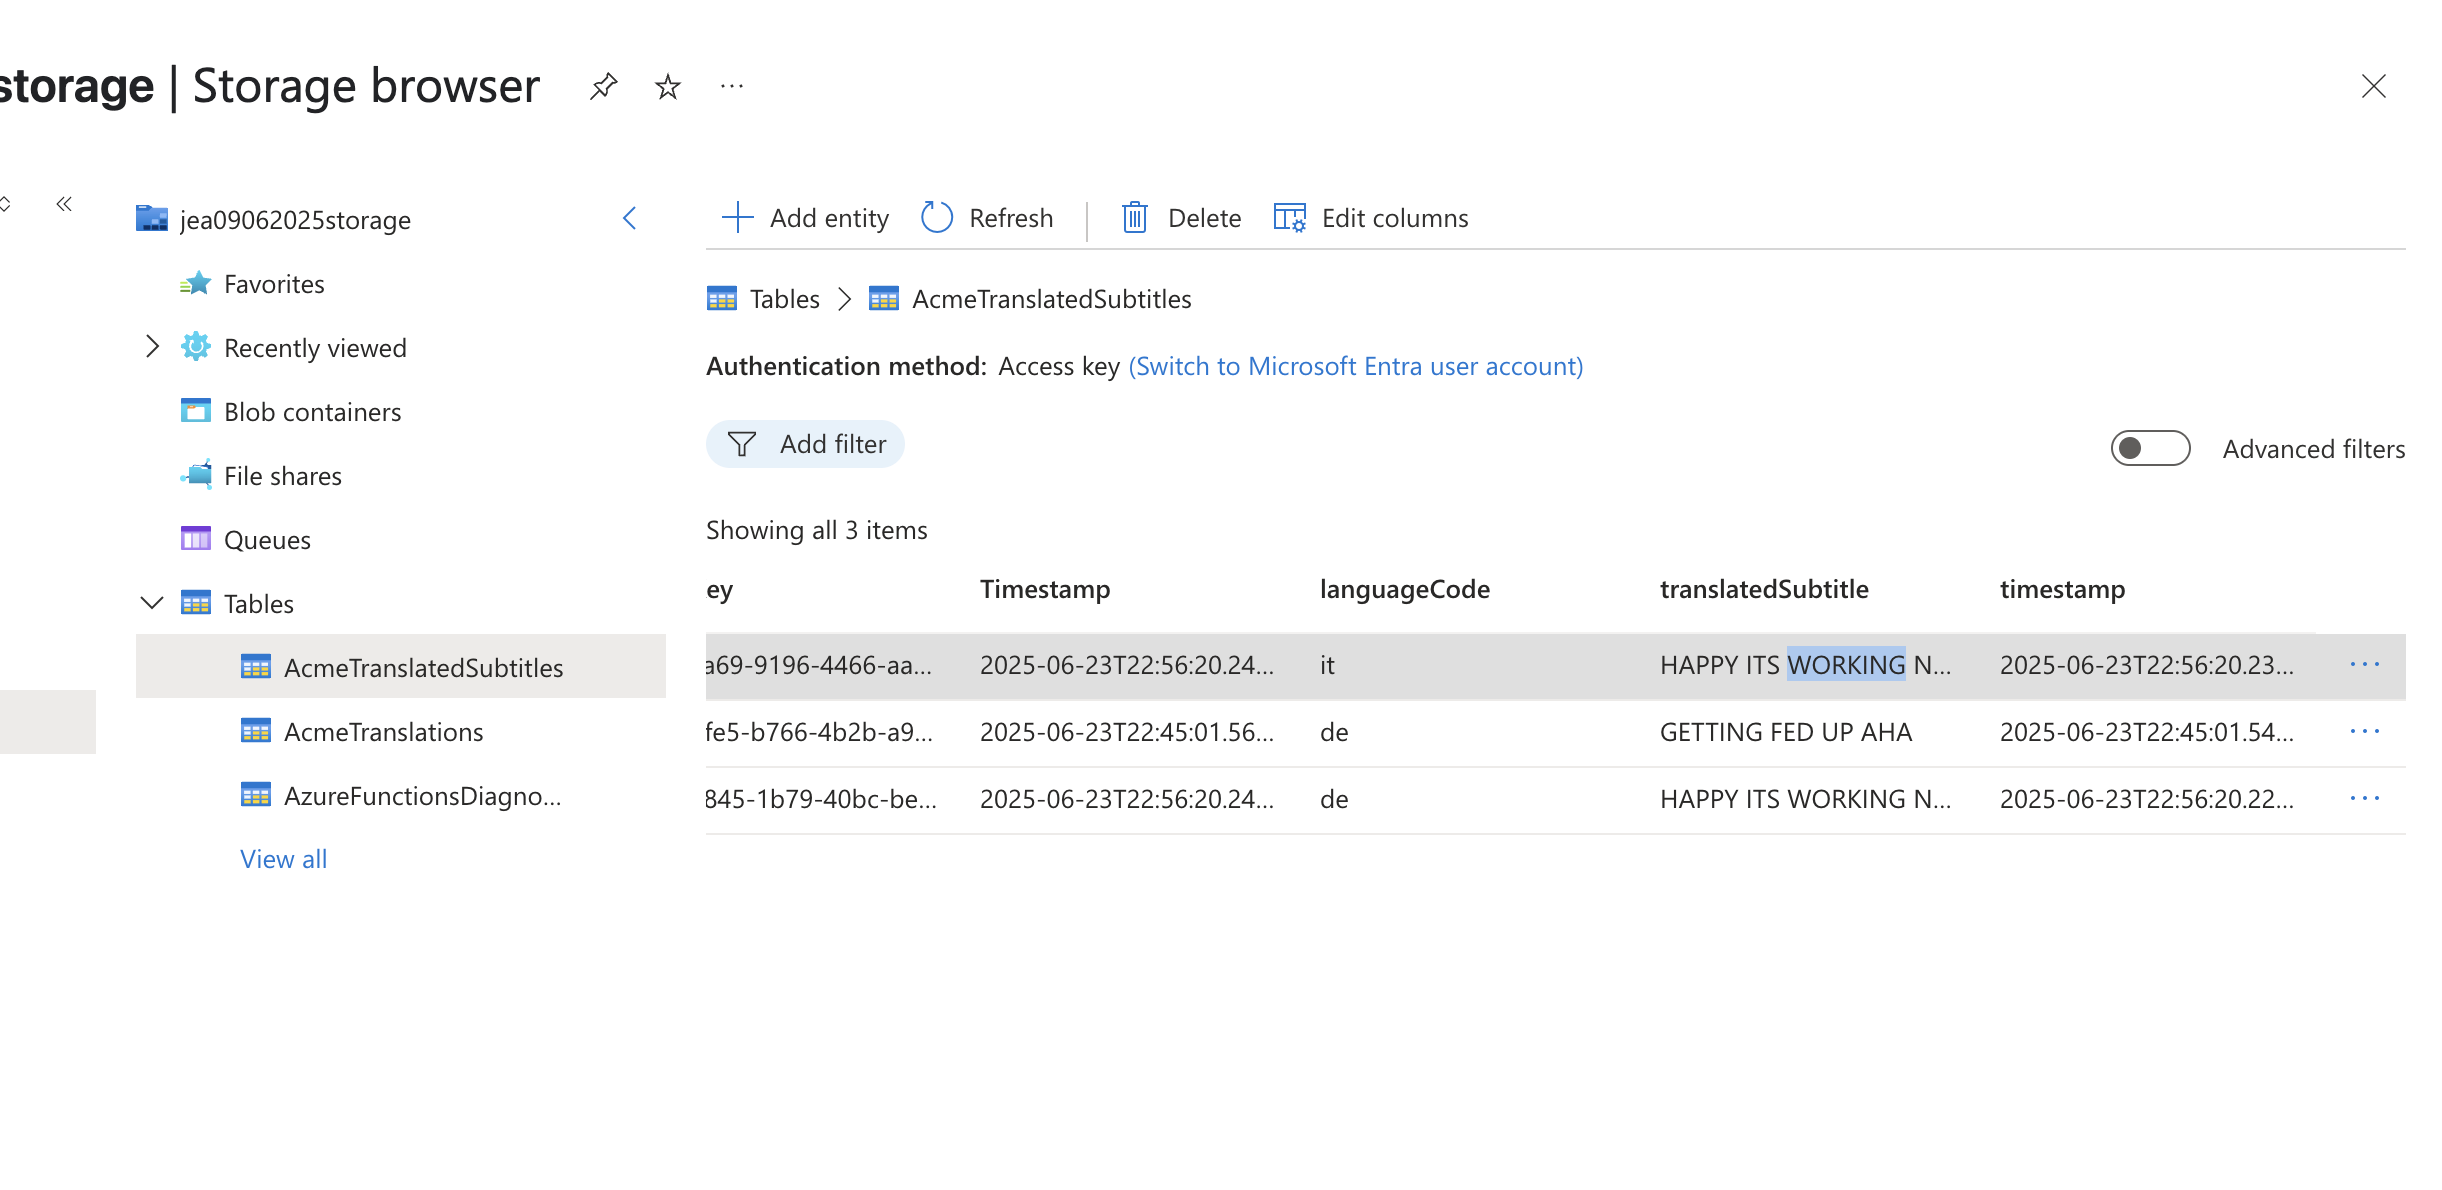 storage | Storage browser
jea09062025storage
Favorites
Recently viewed
Blob containers
File shares
Queues
Tables
AcmeTranslatedSubtitles
AcmeTranslations
AzureFunctionsDiagno...
View all
Add entity Refresh Delete Edit columns
Tables > AcmeTranslatedSubtitles
Authentication method: Access key (Switch to Microsoft Entra user account)
Add filter Advanced filters
Showing all 3 items
ey Timestamp languageCode translatedSubtitle timestamp
a69-9196-4466-aa... 2025-06-23T22:56:20.24... it HAPPY ITS WORKING N... 2025-06-23T22:56:20.23...
fe5-b766-4b2b-a9... 2025-06-23T22:45:01.56... de GETTING FED UP AHA 2025-06-23T22:45:01.54...
845-1b79-40bc-be... 2025-06-23T22:56:20.24... de HAPPY ITS WORKING N... 2025-06-23T22:56:20.22...